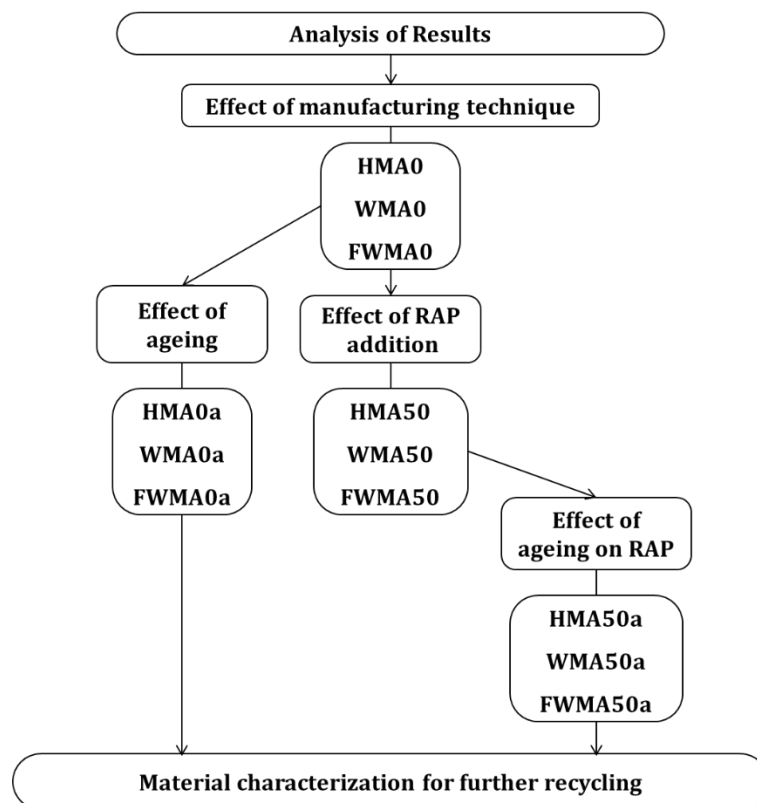 Analysis of Results
Effect of manufacturing technique
HMA0
WMA0
FWMA0
Effect of
ageing
Effect of RAP
addition
HMA0a
WMA0a
FWMA0a
HMA50
WMA50
FWMA50
Effect of
ageing on RAP
HMA50a
WMA50a
FWMA50a
Material characterization for further recycling